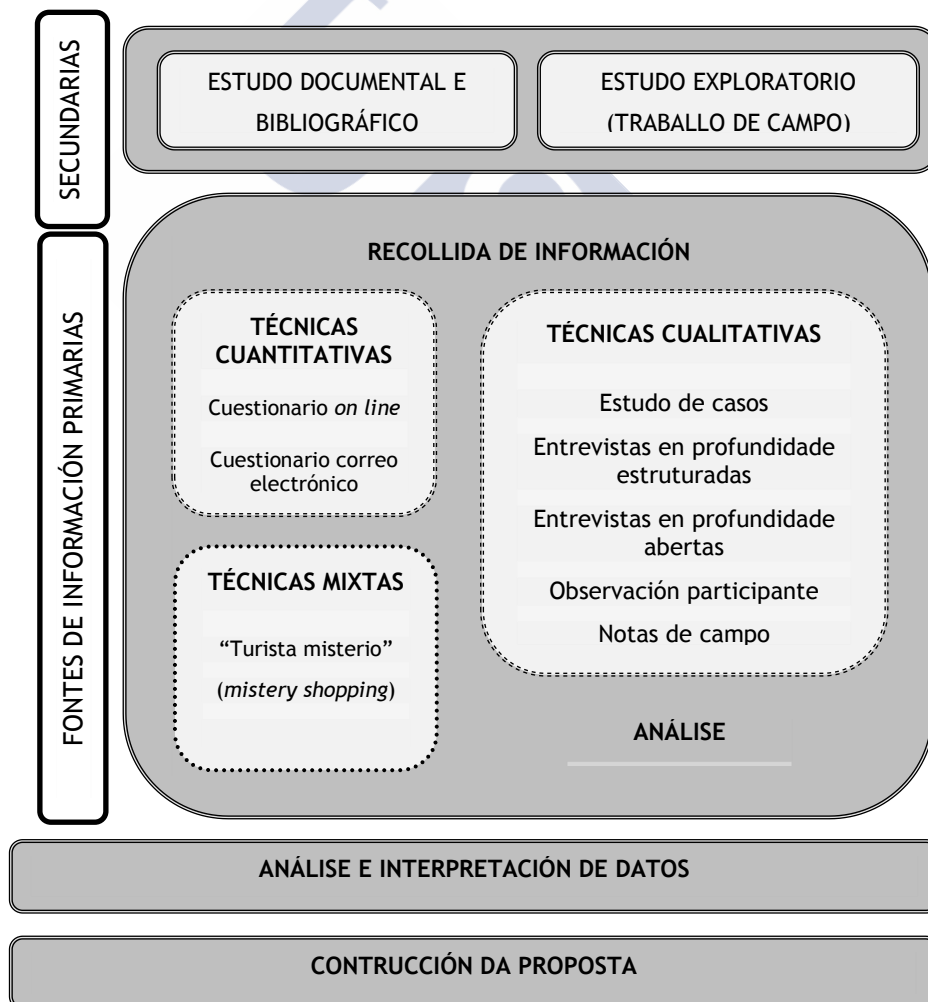 SECUNDARIAS
ESTUDO DOCUMENTAL E
BIBLIOGRÁFICO
ESTUDO EXPLORATORIO
(TRABALLO DE CAMPO)
FONTES DE INFORMACIÓN PRIMARIAS
RECOLLIDA DE INFORMACIÓN
TÉCNICAS
CUANTITATIVAS
Cuestionario on line
Cuestionario correo
electrónico
TÉCNICAS MIXTAS
“Turista misterio”
(mistery shopping)
TÉCNICAS CUALITATIVAS
Estudo de casos
Entrevistas en profundidade
estruturadas
Entrevistas en profundidade
abertas
Observación participante
Notas de campo
ANÁLISE
ANÁLISE E INTERPRETACIÓN DE DATOS
CONTRUCCIÓN DA PROPOSTA